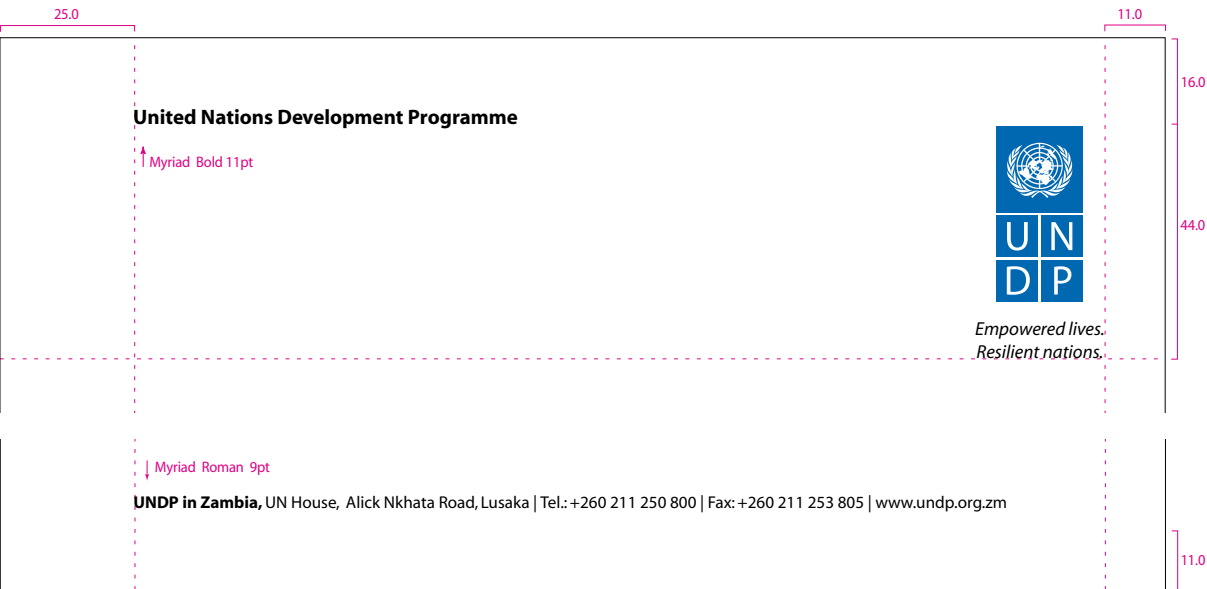 25.0
11.0
16.0
United Nations Development Programme
Myriad Bold 11pt
44.0
U N
D P
Empowered lives.
Resilient nations.
Myriad Roman 9pt
UNDP in Zambia, UN House, Alick Nkhata Road, Lusaka | Tel.: +260 211 250 800 | Fax: +260 211 253 805 | www.undp.org.zm
11.0